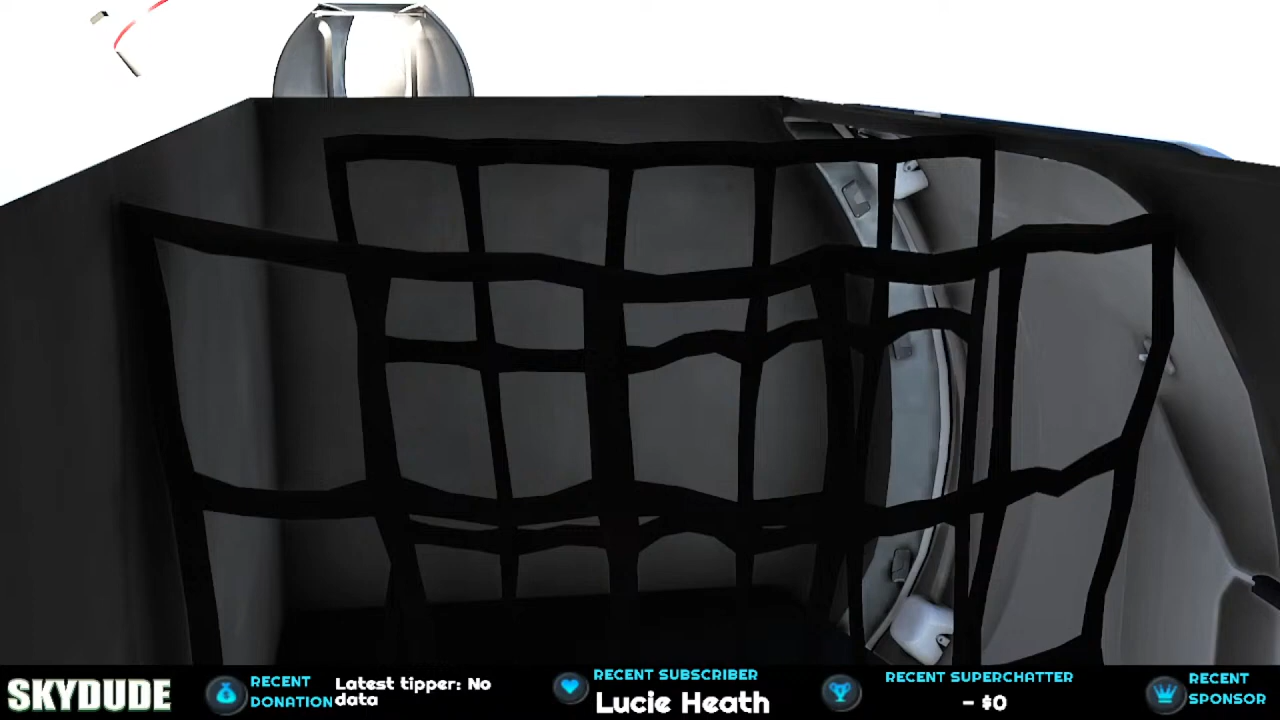 SKYDUDE
RECENT DONATION
Latest tipper: No data
RECENT SUBSCRIBER
Lucie Heath
RECENT SUPERCHATTER
- $0
RECENT SPONSOR